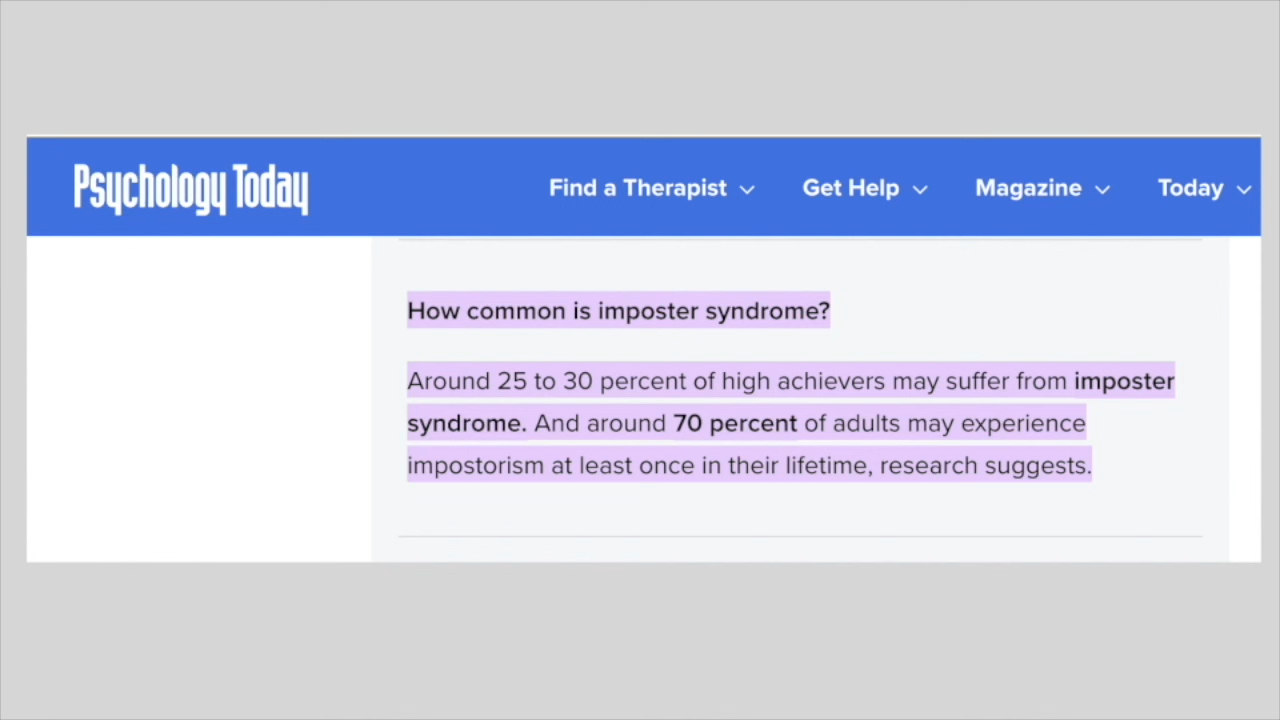 Psychology Today
Find a Therapist Get Help Magazine Today
How common is imposter syndrome?
Around 25 to 30 percent of high achievers may suffer from imposter
syndrome. And around 70 percent of adults may experience
impostorism at least once in their lifetime, research suggests.